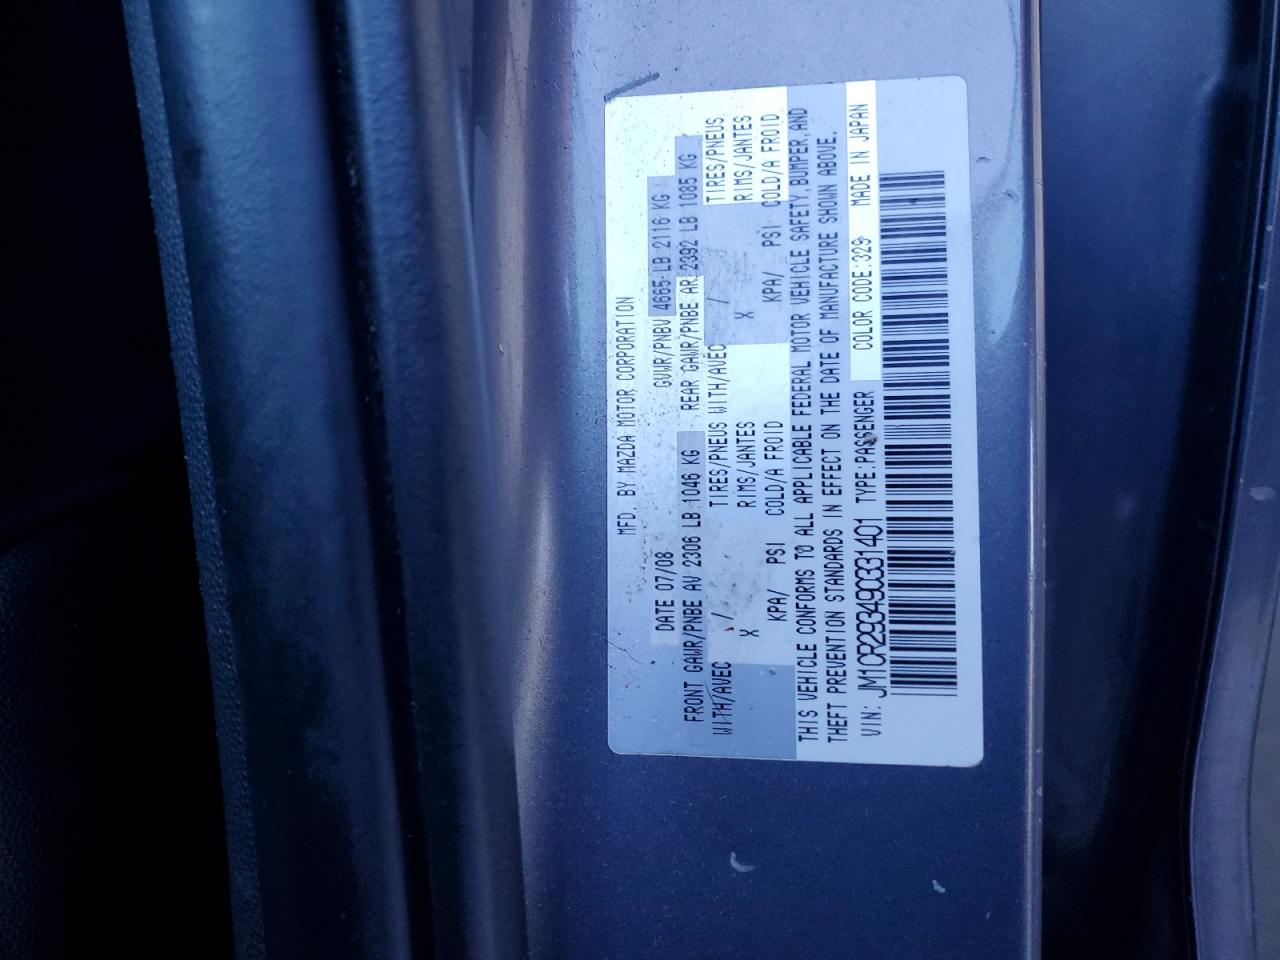 MFD. BY MAZDA MOTOR CORPORATION
DATE 07/08 GVWR/PNBV 4665 LB 2116 KG
FRONT GAWR/PNBE AV 2306 LB 1046 KG REAR GAWR/PNBE AR 2392 LB 1085 KG
WITH/AVEC / TIRES/PNEUS WITH/AVEC / TIRES/PNEUS
X RIMS/JANTES X RIMS/JANTES
KPA/ PSI COLD/A FROID KPA/ PSI COLD/A FROID
THIS VEHICLE CONFORMS TO ALL APPLICABLE FEDERAL MOTOR VEHICLE SAFETY, BUMPER, AND
THEFT PREVENTION STANDARDS IN EFFECT ON THE DATE OF MANUFACTURE SHOWN ABOVE.
VIN: JM1CR293490331401 TYPE:PASSENGER COLOR CODE:329 MADE IN JAPAN